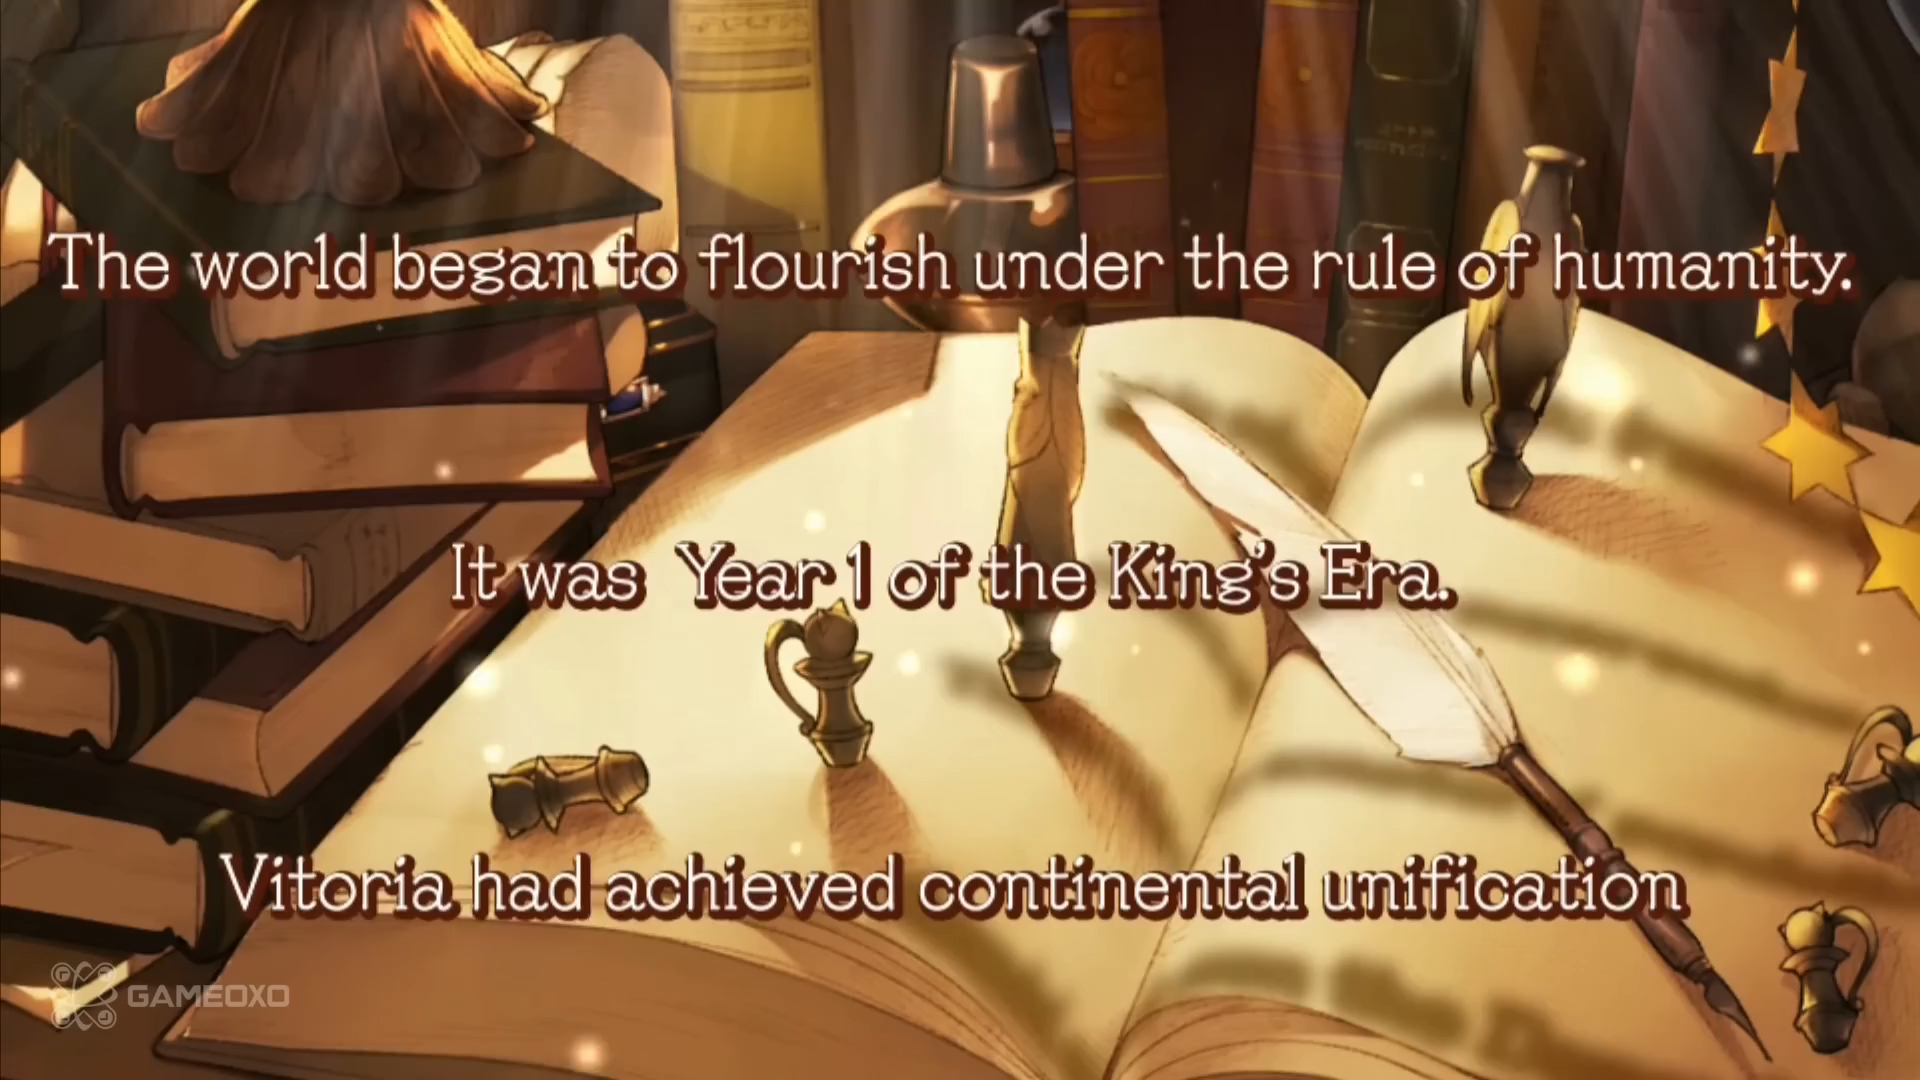 The world began to flourish under the rule of humanity.
It was Year 1 of the King's Era.
Vitoria had achieved continental unification
GAMEOXO